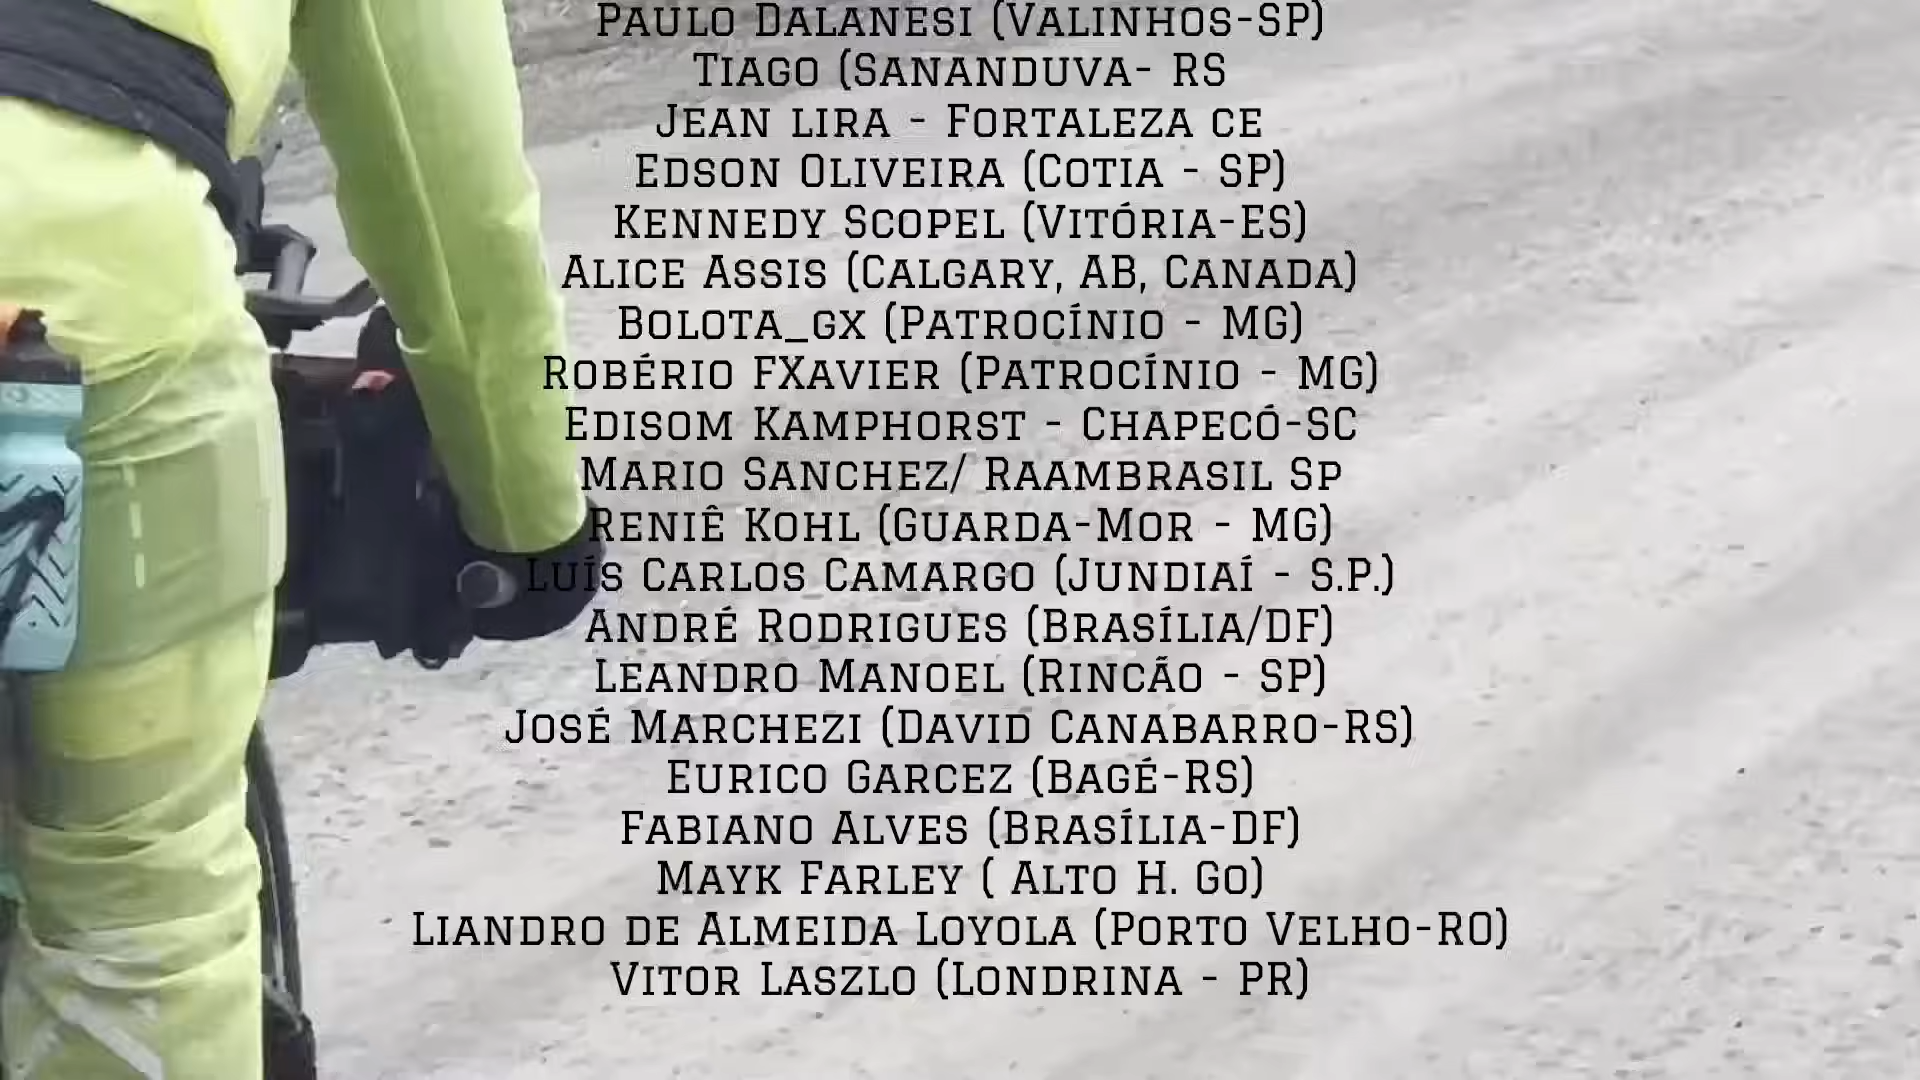 Paulo Dalanesi (Valinhos-SP)
Tiago (Sananduva- RS
Jean lira - Fortaleza ce
Edson Oliveira (Cotia - SP)
Kennedy Scopel (Vitória-ES)
Alice Assis (Calgary, AB, Canada)
Bolota_gx (Patrocínio - MG)
Robério FXavier (Patrocínio - MG)
Edisom Kamphorst - Chapecó-SC
Mario Sanchez/ Raambrasil Sp
Reniê Kohl (Guarda-Mor - MG)
Luís Carlos Camargo (Jundiaí - S.P.)
André Rodrigues (Brasília/DF)
Leandro Manoel (Rincão - SP)
José Marchezi (David Canabarro-RS)
Eurico Garcez (Bagé-RS)
Fabiano Alves (Brasília-DF)
Mayk Farley ( Alto H. Go)
Liandro de Almeida Loyola (Porto Velho-RO)
Vitor Laszlo (Londrina - PR)